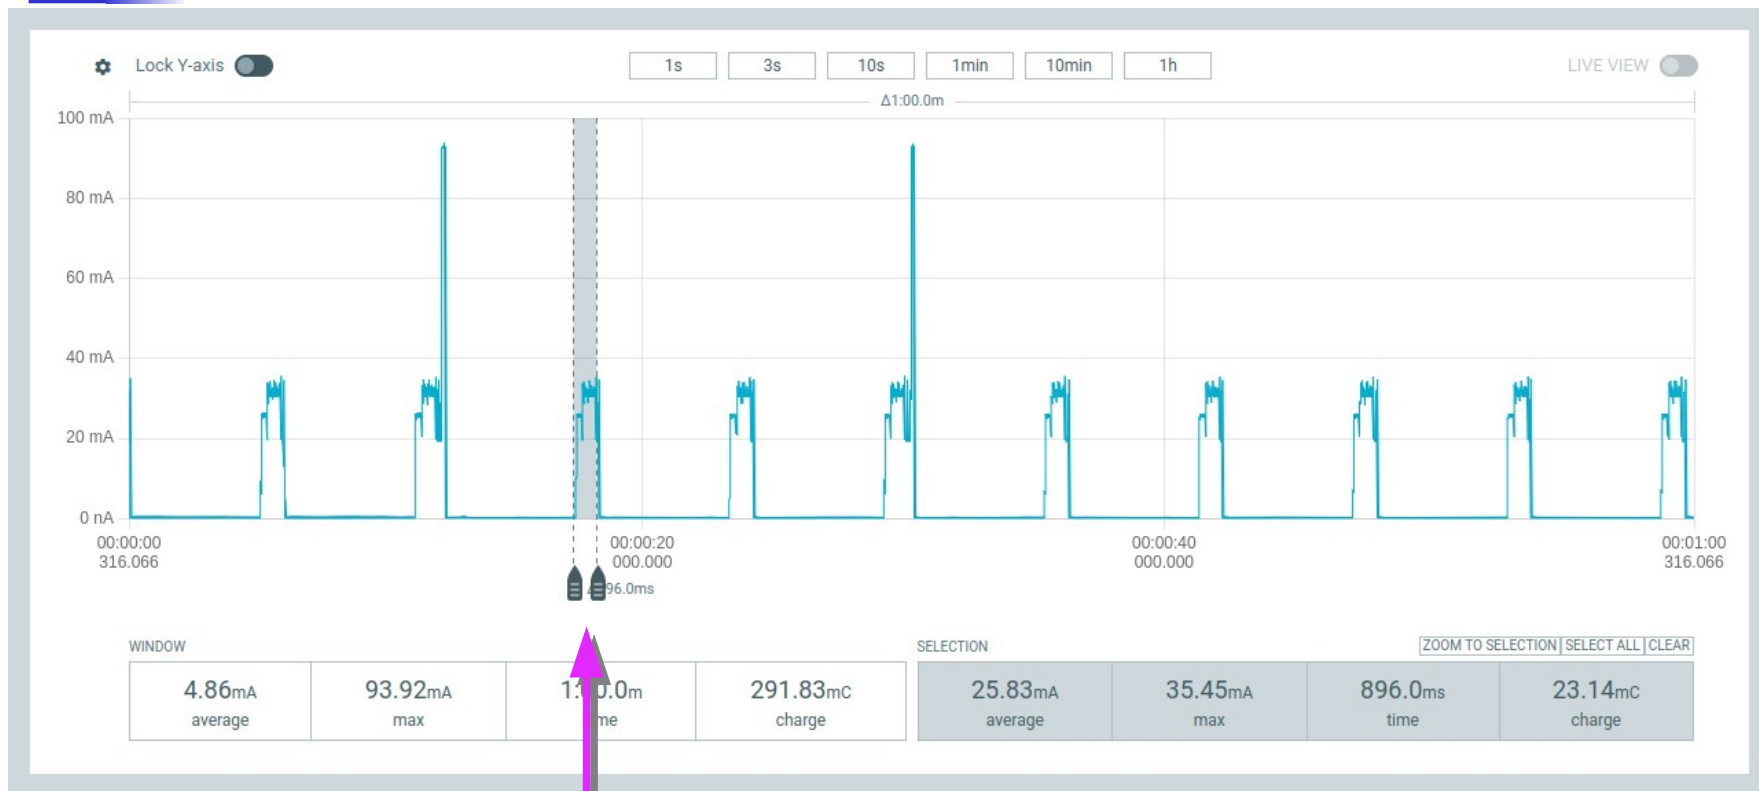 Lock Y-axis 1s 3s 10s 1min 10min 1h LIVE VIEW
Δ1:00.0m
100 mA
80 mA
60 mA
40 mA
20 mA
0 nA
00:00:00 00:00:20 00:00:40 00:01:00
316.066 000.000 000.000 316.066
96.0ms
WINDOW SELECTION ZOOM TO SELECTION SELECT ALL CLEAR
4.86mA 93.92mA 0.0m 291.83mC 25.83mA 35.45mA 896.0ms 23.14mC
average max charge average max time charge